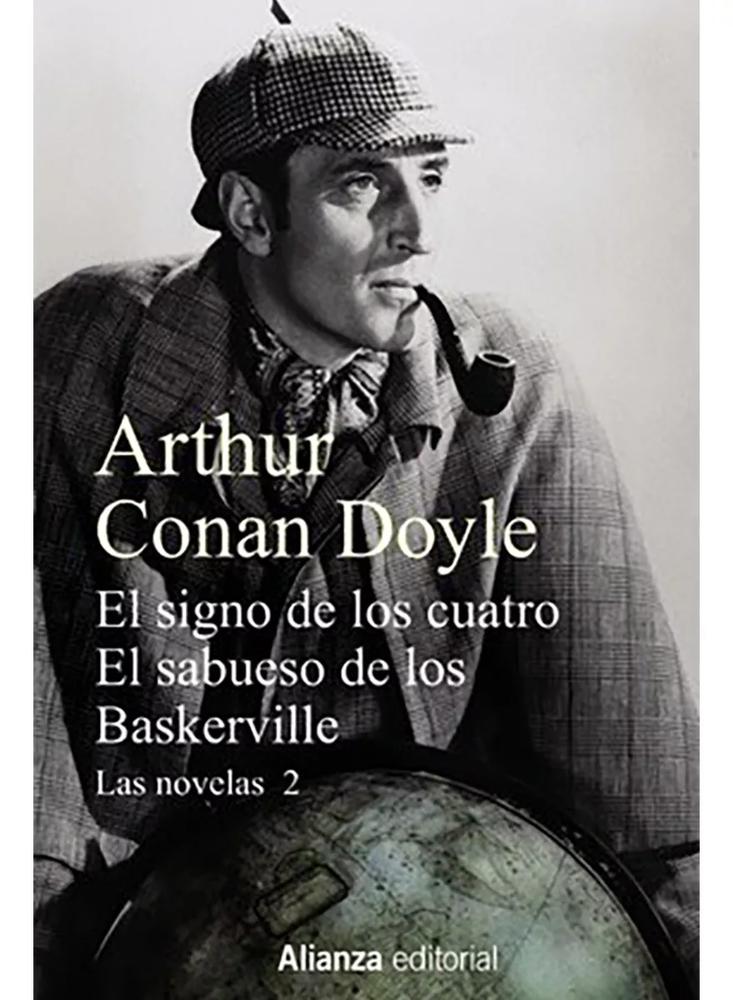 Arthur
Conan Doyle
El signo de los cuatro
El sabueso de los
Baskerville
Las novelas 2
Alianza editorial